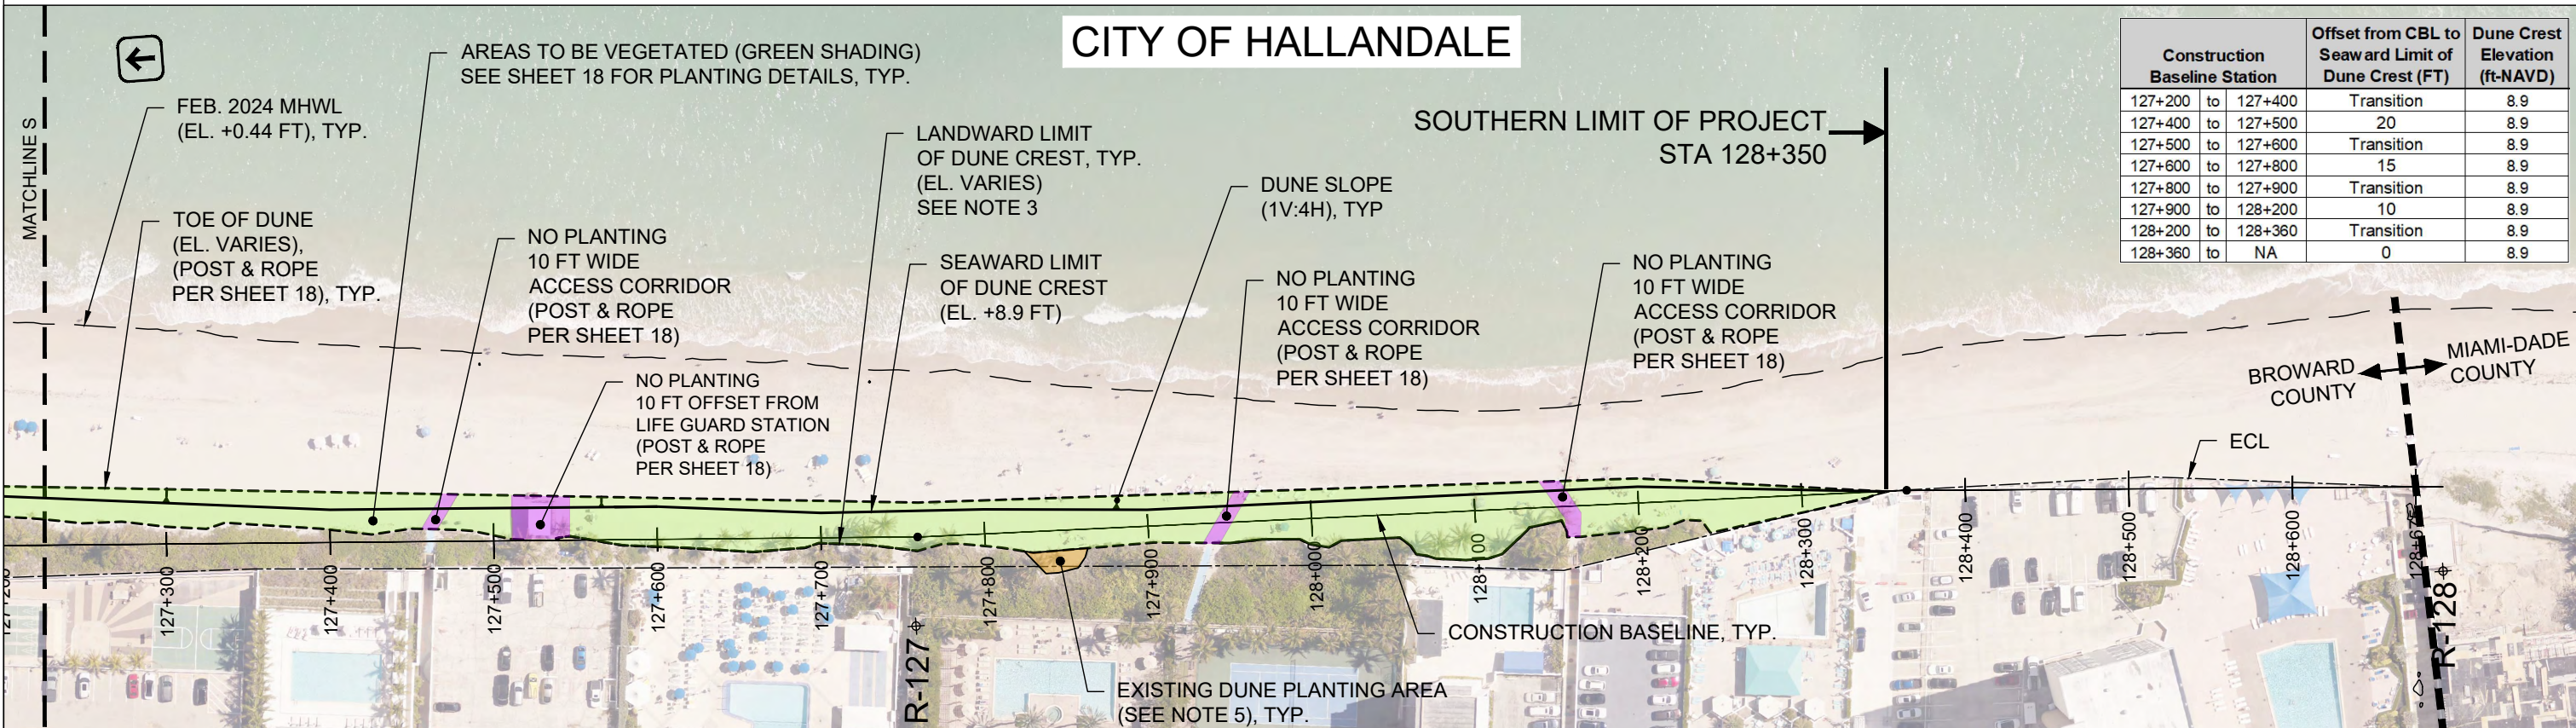 CITY OF HALLANDALE
MATCHLINE S
AREAS TO BE VEGETATED (GREEN SHADING)
SEE SHEET 18 FOR PLANTING DETAILS, TYP.
FEB. 2024 MHWL
(EL. +0.44 FT), TYP.
TOE OF DUNE
(EL. VARIES),
(POST & ROPE
PER SHEET 18), TYP.
NO PLANTING
10 FT WIDE
ACCESS CORRIDOR
(POST & ROPE
PER SHEET 18)
NO PLANTING
10 FT OFFSET FROM
LIFE GUARD STATION
(POST & ROPE
PER SHEET 18)
LANDWARD LIMIT
OF DUNE CREST, TYP.
(EL. VARIES)
SEE NOTE 3
SEAWARD LIMIT
OF DUNE CREST
(EL. +8.9 FT)
DUNE SLOPE
(1V:4H), TYP
NO PLANTING
10 FT WIDE
ACCESS CORRIDOR
(POST & ROPE
PER SHEET 18)
SOUTHERN LIMIT OF PROJECT
STA 128+350
NO PLANTING
10 FT WIDE
ACCESS CORRIDOR
(POST & ROPE
PER SHEET 18)
Construction Baseline Station Offset from CBL to Seaward Limit of Dune Crest (FT) Dune Crest Elevation (ft-NAVD)
127+200 to 127+400 Transition 8.9
127+400 to 127+500 20 8.9
127+500 to 127+600 Transition 8.9
127+600 to 127+800 15 8.9
127+800 to 127+900 Transition 8.9
127+900 to 128+200 10 8.9
128+200 to 128+360 Transition 8.9
128+360 to NA 0 8.9
BROWARD
COUNTY
MIAMI-DADE
COUNTY
ECL
127+300
127+400
127+500
127+600
127+700
127+800
127+900
128+000
128+100
128+200
128+300
128+400
128+500
128+600
R-127
R-128
CONSTRUCTION BASELINE, TYP.
EXISTING DUNE PLANTING AREA
(SEE NOTE 5), TYP.